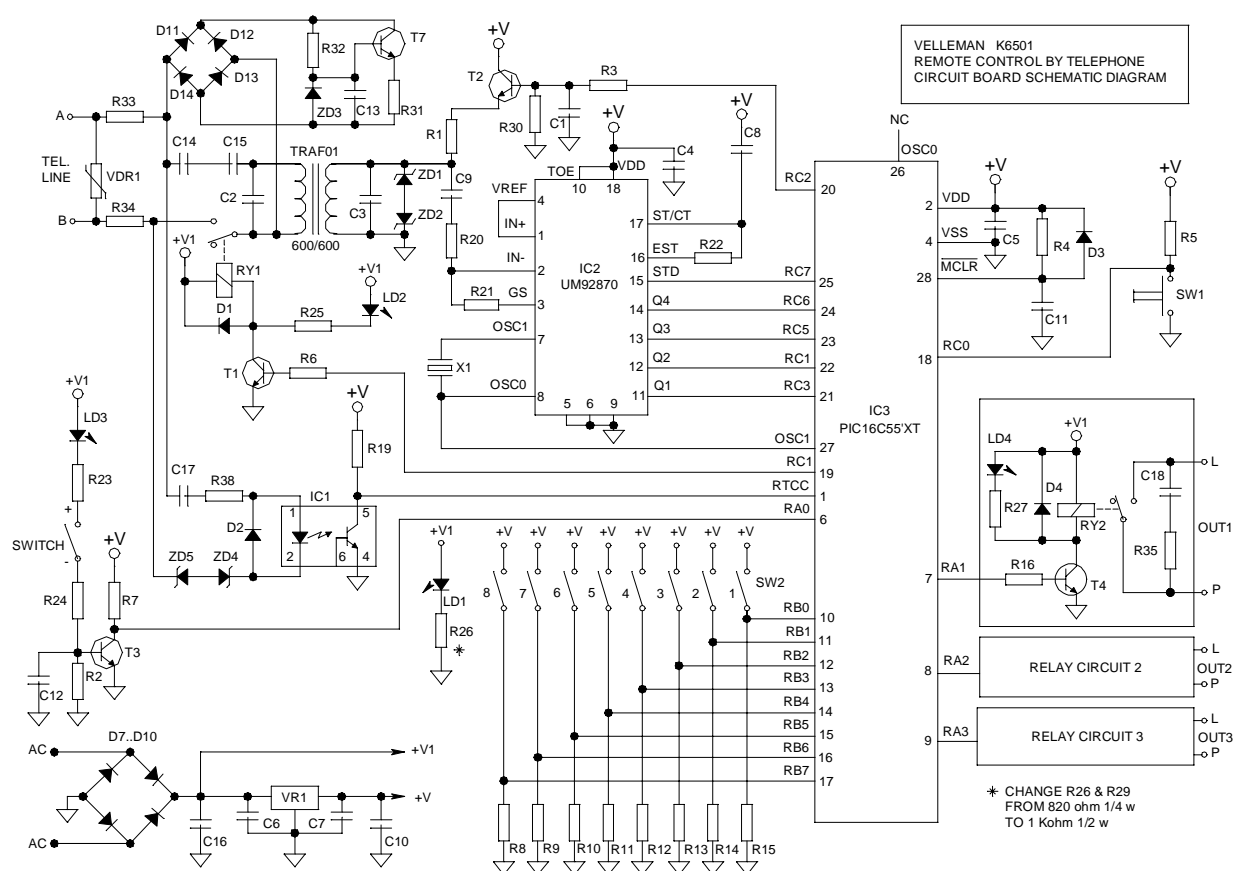 VELLEMAN K6501
REMOTE CONTROL BY TELEPHONE
CIRCUIT BOARD SCHEMATIC DIAGRAM
D11
D12
D13
D14
R32
T7
ZD3
C13
R31
+V
T2
R3
R30
C1
R1
A
R33
TEL.
LINE
VDR1
B
R34
C14
C15
TRAF01
C2
C3
600/600
ZD1
ZD2
C9
R20
R21
+V
C4
TOE
VDD
10
18
VREF
4
IN+
1
IN-
2
GS
3
OSC1
7
OSC0
8
X1
IC2
UM92870
5
6
9
ST/CT
17
EST
16
STD
15
Q4
14
Q3
13
Q2
12
Q1
11
R22
+V
C8
NC
OSC0
26
RC2
20
RC7
25
RC6
24
RC5
23
RC1
22
RC3
21
OSC1
27
RC1
19
RTCC
1
RA0
6
IC3
PIC16C55'XT
2
VDD
4
VSS
28
MCLR
18
RC0
+V
C5
R4
D3
C11
+V
R5
SW1
+V1
RY1
D1
R25
+V1
LD2
T1
R6
+V
R19
+V1
LD3
R23
+
SWITCH
-
R24
+V
R7
T3
R2
C12
C17
R38
D2
ZD5
ZD4
IC1
1
2
5
6
4
+V1
LD1
R26
*
+V
+V
+V
+V
+V
+V
+V
+V
8
7
6
5
4
3
2
1
SW2
RB0
10
RB1
11
RB2
12
RB3
13
RB4
14
RB5
15
RB6
16
RB7
17
R8
R9
R10
R11
R12
R13
R14
R15
+V1
LD4
R27
D4
RY2
C18
R35
L
OUT1
P
7
RA1
R16
T4
8
RA2
RELAY CIRCUIT 2
L
OUT2
P
9
RA3
RELAY CIRCUIT 3
L
OUT3
P
* CHANGE R26 & R29
FROM 820 ohm 1/4 w
TO 1 Kohm 1/2 w
D7..D10
AC
AC
+V1
+V
VR1
C16
C6
C7
C10